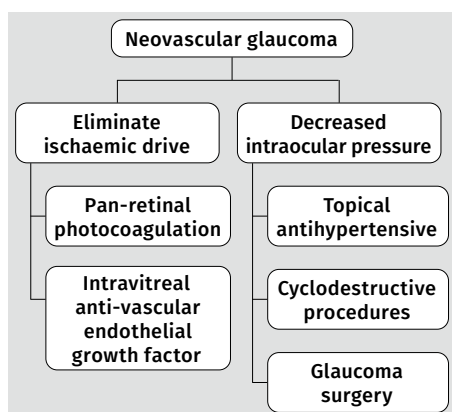 Neovascular glaucoma
Eliminate
ischaemic drive
Pan-retinal
photocoagulation
Intravitreal
anti-vascular
endothelial
growth factor
Decreased
intraocular pressure
Topical
antihypertensive
Cyclodestructive
procedures
Glaucoma
surgery